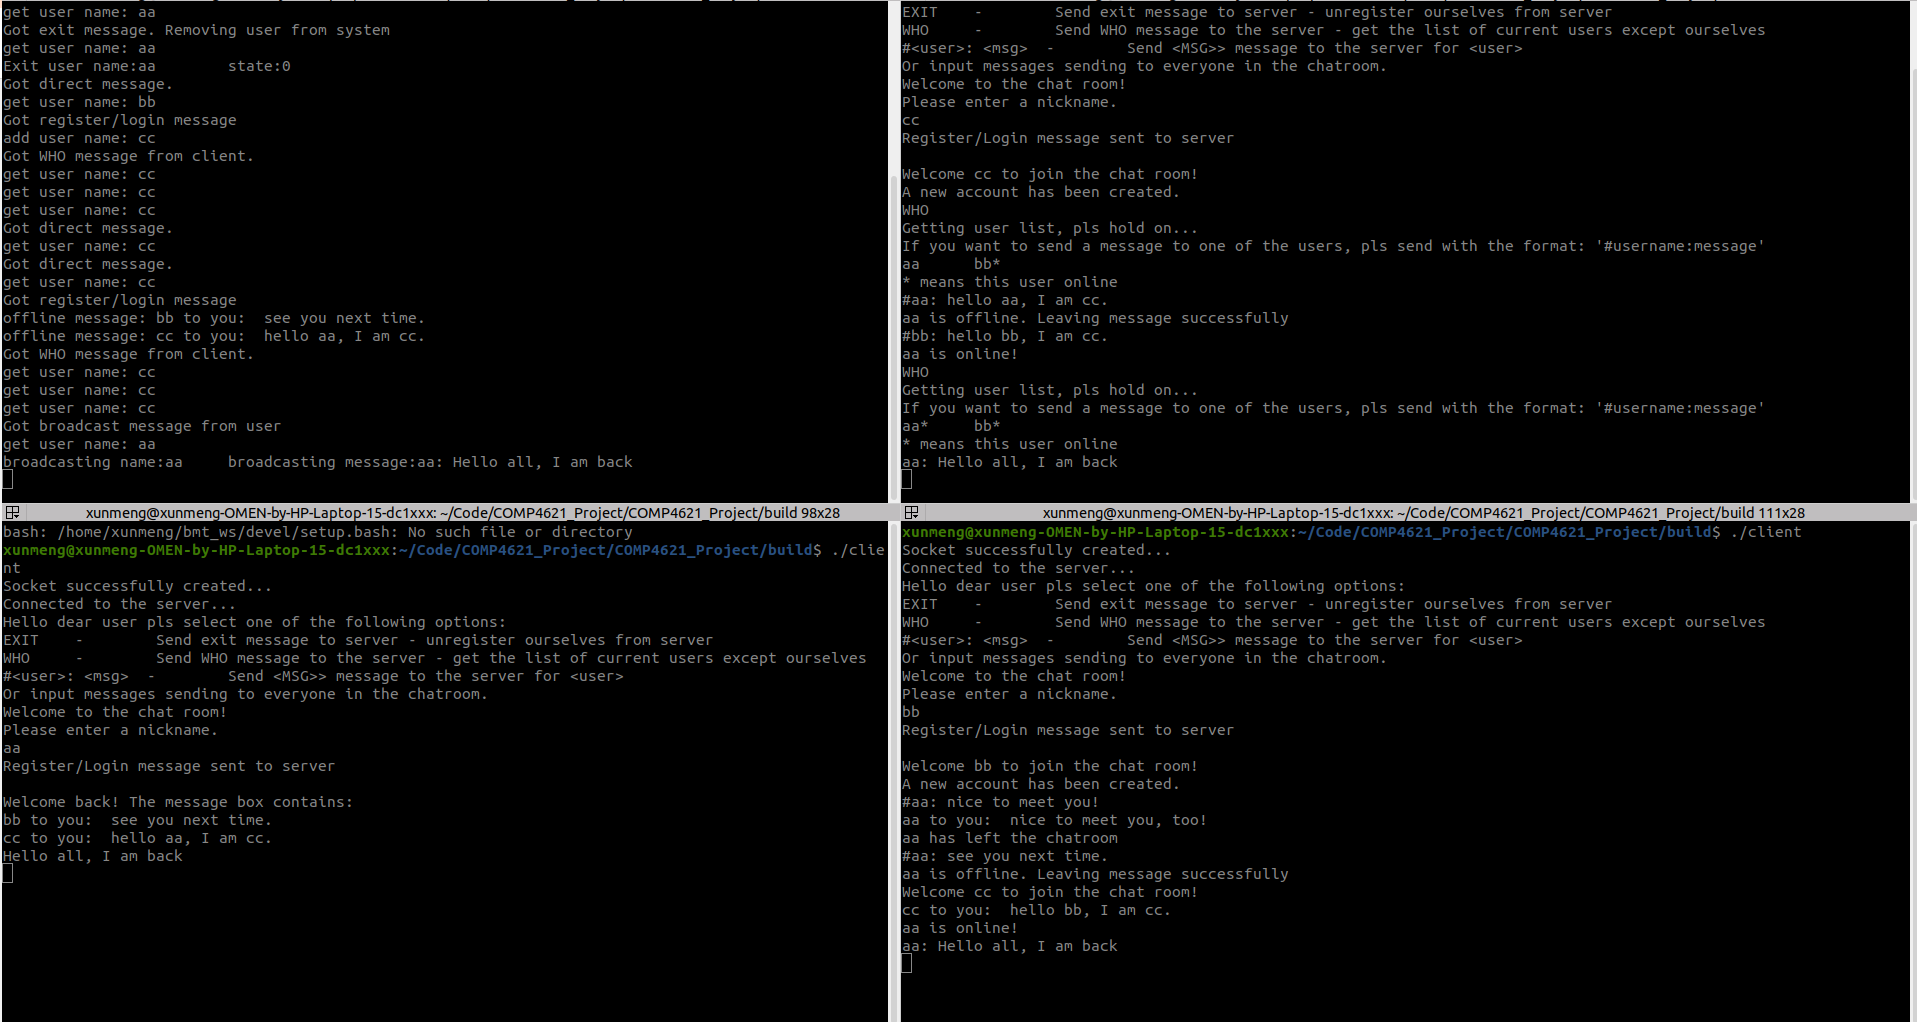 get user name: aa
Got exit message. Removing user from system
get user name: aa
Exit user name:aa        state:0
Got direct message.
get user name: bb
Got register/login message
add user name: cc
Got WHO message from client.
get user name: cc
get user name: cc
get user name: cc
Got direct message.
get user name: cc
Got direct message.
get user name: cc
Got register/login message
offline message: bb to you:  see you next time.
offline message: cc to you:  hello aa, I am cc.
Got WHO message from client.
get user name: cc
get user name: cc
get user name: cc
Got broadcast message from user
get user name: aa
broadcasting name:aa     broadcasting message:aa: Hello all, I am back
EXIT    -        Send exit message to server - unregister ourselves from server
WHO     -        Send WHO message to the server - get the list of current users except ourselves
#<user>: <msg>  -        Send <MSG>> message to the server for <user>
Or input messages sending to everyone in the chatroom.
Welcome to the chat room!
Please enter a nickname.
cc
Register/Login message sent to server
Welcome cc to join the chat room!
A new account has been created.
WHO
Getting user list, pls hold on...
If you want to send a message to one of the users, pls send with the format: '#username:message'
aa      bb*
* means this user online
#aa: hello aa, I am cc.
aa is offline. Leaving message successfully
#bb: hello bb, I am cc.
aa is online!
WHO
Getting user list, pls hold on...
If you want to send a message to one of the users, pls send with the format: '#username:message'
aa*     bb*
* means this user online
aa: Hello all, I am back
xunmeng@xunmeng-OMEN-by-HP-Laptop-15-dc1xxx: ~/Code/COMP4621_Project/COMP4621_Project/build 98x28
bash: /home/xunmeng/bmt_ws/devel/setup.bash: No such file or directory
xunmeng@xunmeng-OMEN-by-HP-Laptop-15-dc1xxx:~/Code/COMP4621_Project/COMP4621_Project/build$ ./clie
nt
Socket successfully created...
Connected to the server...
Hello dear user pls select one of the following options:
EXIT    -        Send exit message to server - unregister ourselves from server
WHO     -        Send WHO message to the server - get the list of current users except ourselves
#<user>: <msg>  -        Send <MSG>> message to the server for <user>
Or input messages sending to everyone in the chatroom.
Welcome to the chat room!
Please enter a nickname.
aa
Register/Login message sent to server
Welcome back! The message box contains:
bb to you:  see you next time.
cc to you:  hello aa, I am cc.
Hello all, I am back
xunmeng@xunmeng-OMEN-by-HP-Laptop-15-dc1xxx: ~/Code/COMP4621_Project/COMP4621_Project/build 111x28
xunmeng@xunmeng-OMEN-by-HP-Laptop-15-dc1xxx:~/Code/COMP4621_Project/COMP4621_Project/build$ ./client
Socket successfully created...
Connected to the server...
Hello dear user pls select one of the following options:
EXIT    -        Send exit message to server - unregister ourselves from server
WHO     -        Send WHO message to the server - get the list of current users except ourselves
#<user>: <msg>  -        Send <MSG>> message to the server for <user>
Or input messages sending to everyone in the chatroom.
Welcome to the chat room!
Please enter a nickname.
bb
Register/Login message sent to server
Welcome bb to join the chat room!
A new account has been created.
#aa: nice to meet you!
aa to you:  nice to meet you, too!
aa has left the chatroom
#aa: see you next time.
aa is offline. Leaving message successfully
Welcome cc to join the chat room!
cc to you:  hello bb, I am cc.
aa is online!
aa: Hello all, I am back